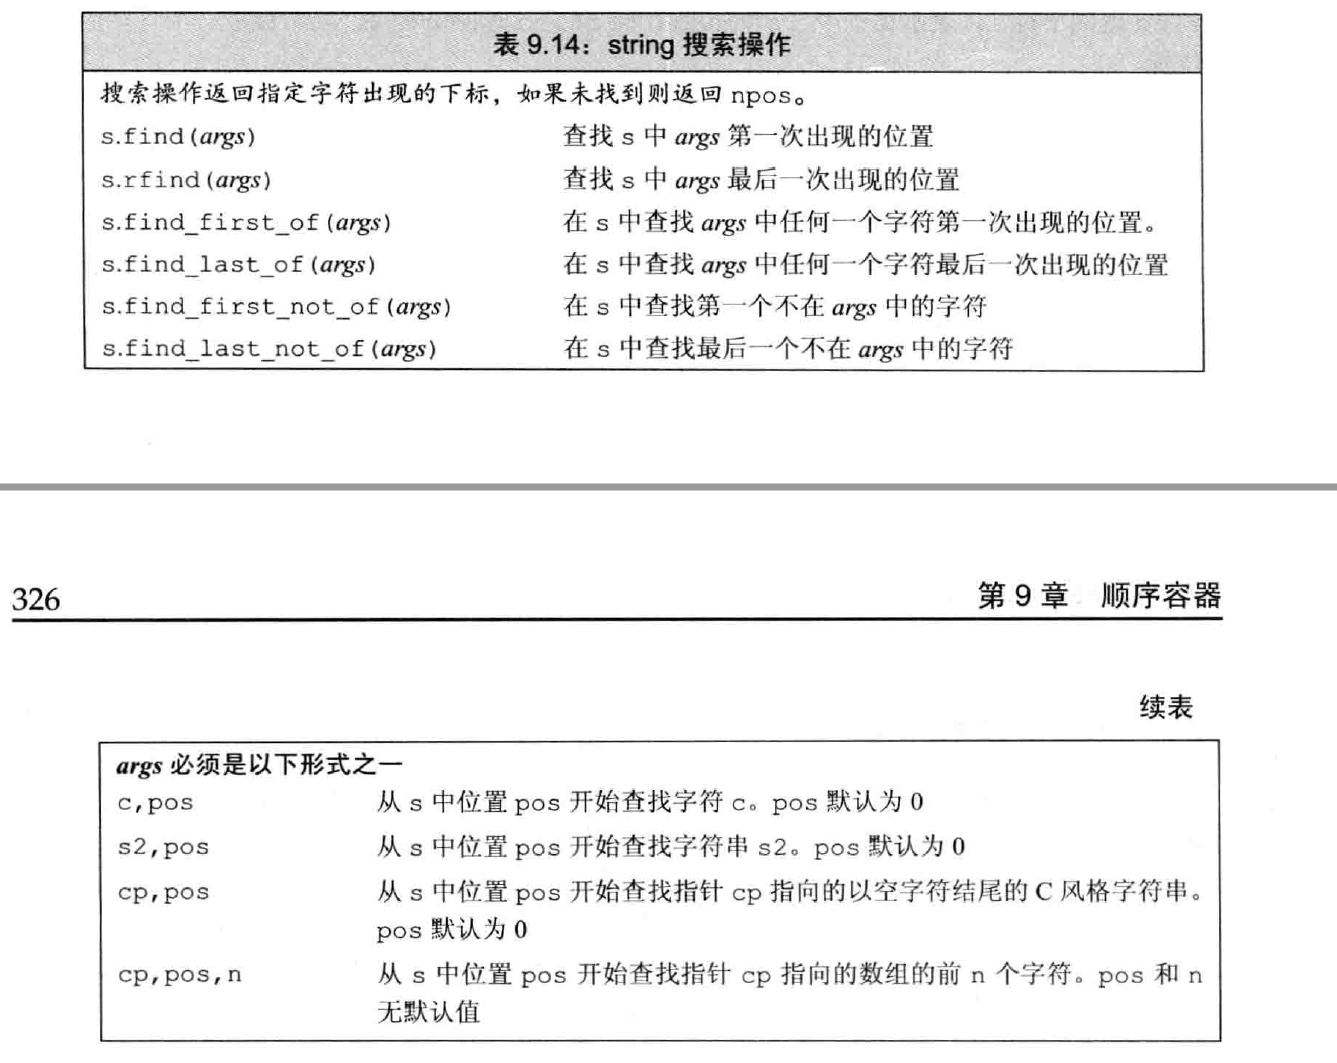 表 9.14：string 搜索操作
搜索操作返回指定字符出现的下标，如果未找到则返回 npos。
s.find(args) 查找 s 中 args 第一次出现的位置
s.rfind(args) 查找 s 中 args 最后一次出现的位置
s.find_first_of(args) 在 s 中查找 args 中任何一个字符第一次出现的位置。
s.find_last_of(args) 在 s 中查找 args 中任何一个字符最后一次出现的位置
s.find_first_not_of(args) 在 s 中查找第一个不在 args 中的字符
s.find_last_not_of(args) 在 s 中查找最后一个不在 args 中的字符
326 第 9 章 顺序容器
续表
args 必须是以下形式之一
c,pos 从 s 中位置 pos 开始查找字符 c。pos 默认为 0
s2,pos 从 s 中位置 pos 开始查找字符串 s2。pos 默认为 0
cp,pos 从 s 中位置 pos 开始查找指针 cp 指向的以空字符结尾的 C 风格字符串。
pos 默认为 0
cp,pos,n 从 s 中位置 pos 开始查找指针 cp 指向的数组的前 n 个字符。pos 和 n
无默认值